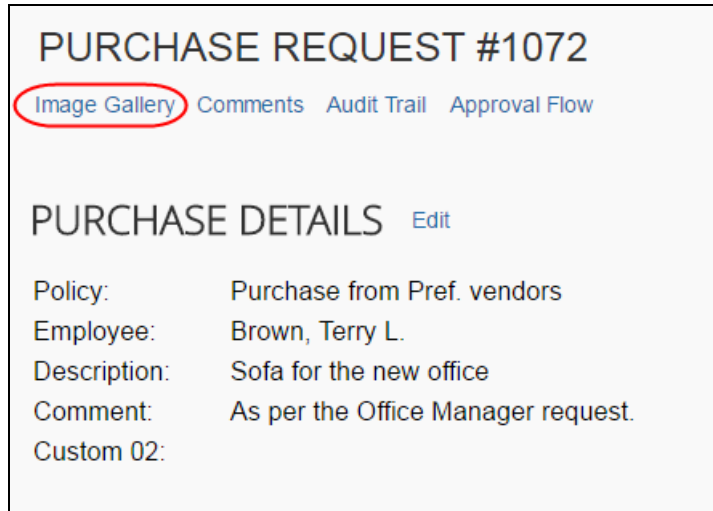 PURCHASE REQUEST #1072
Image Gallery Comments Audit Trail Approval Flow
PURCHASE DETAILS Edit
Policy: Purchase from Pref. vendors
Employee: Brown, Terry L.
Description: Sofa for the new office
Comment: As per the Office Manager request.
Custom 02: